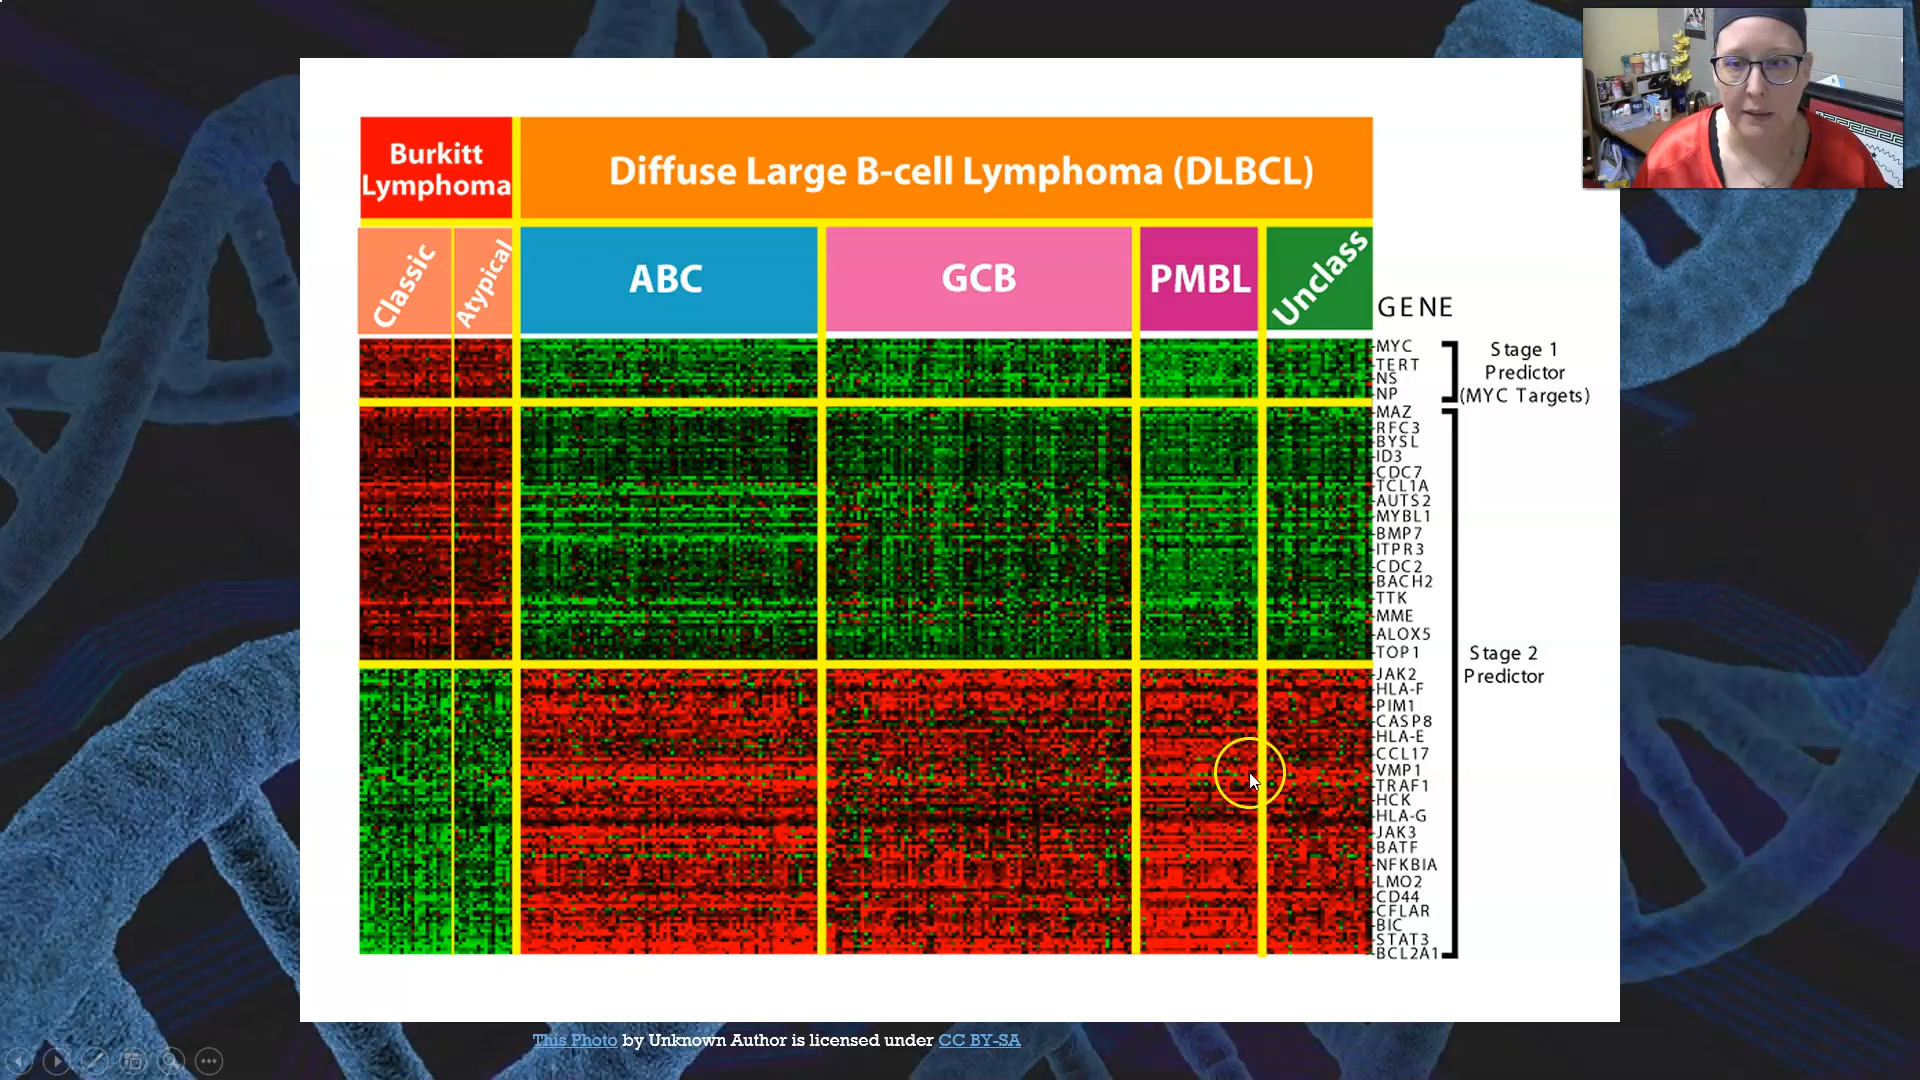 Burkitt
Lymphoma
Diffuse Large B-cell Lymphoma (DLBCL)
Classic
Atypical
ABC
GCB
PMBL
Unclass
GENE
MYC
TERT
NS
NP
Stage 1
Predictor
(MYC Targets)
MAZ
RFC3
BYSL
ID3
CDC7
TCL1A
AUTS2
MYBL1
BMP7
ITPR3
CDC2
BACH2
TTK
MME
ALOX5
TOP1
JAK2
HLA-F
PIM1
CASP8
HLA-E
CCL17
VMP1
TRAF1
HCK
HLA-G
JAK3
BATF
NFKBIA
LMO2
CD44
CFLAR
BIC
STAT3
BCL2A1
Stage 2
Predictor
This Photo by Unknown Author is licensed under CC BY-SA